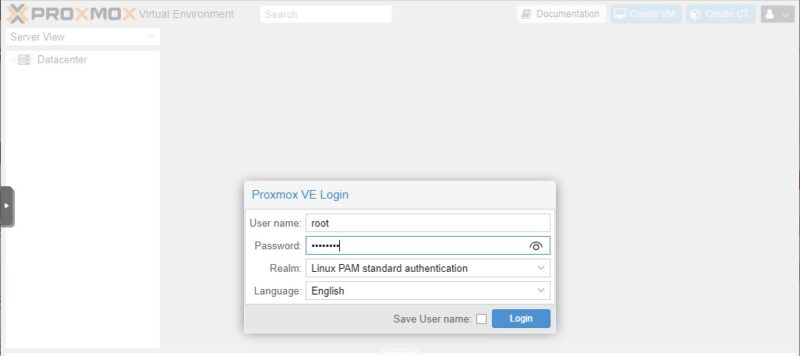 PROXMOX Virtual Environment Search Documentation Create VM Create CT
Server View
Datacenter
Proxmox VE Login
User name: root
Password: ••••••••
Realm: Linux PAM standard authentication
Language: English
Save User name: Login